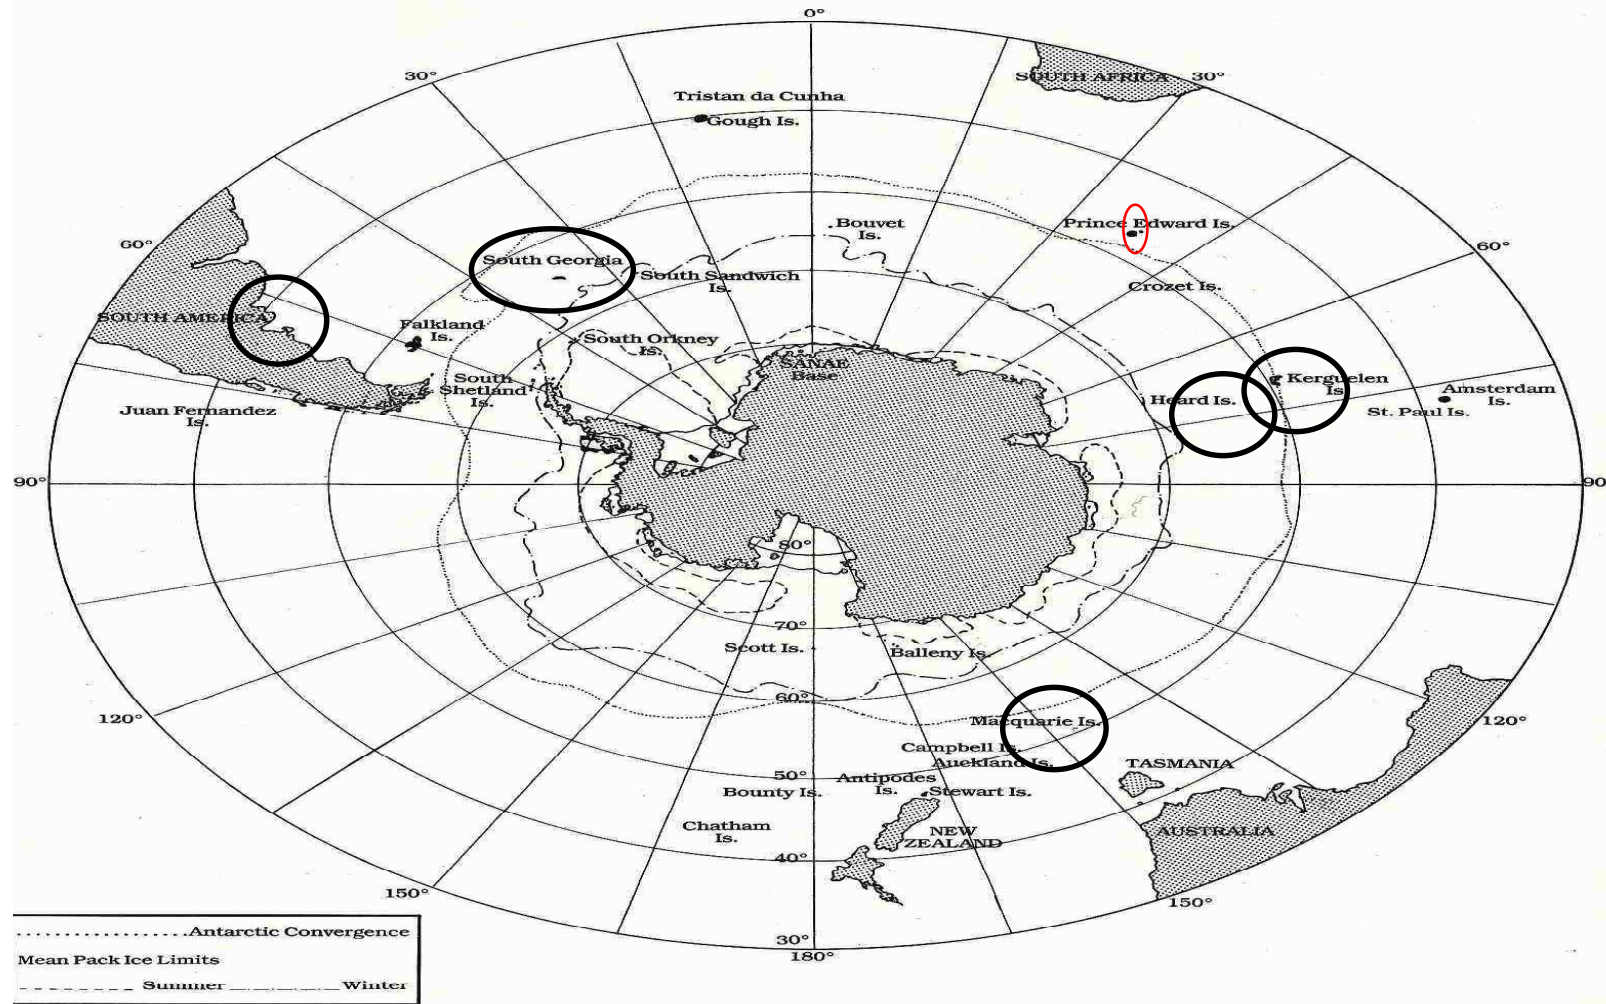 0°
30°
SOUTH AFRICA
30°
Tristan da Cunha
Gough Is.
60°
Bouvet
Is.
Prince Edward Is.
60°
South Georgia
South Sandwich
Is.
Crozet Is.
SOUTH AMERICA
Falkland
Is.
South Orkney
Is.
SANAE
Base
South
Shetland
Is.
Heard Is.
Kerguelen
Is
Amsterdam
Is.
St. Paul Is.
Juan Fernandez
Is.
90°
90
80°
70°
Scott Is.
Balleny Is.
60°
120°
Macquarie Is.
120°
Campbell Is.
Auckland Is.
TASMANIA
50°
Antipodes
Is.
Bounty Is.
Stewart Is.
Chatham
Is.
NEW
ZEALAND
AUSTRALIA
40°
150°
150°
30°
180°
Antarctic Convergence
Mean Pack Ice Limits
Summer
Winter